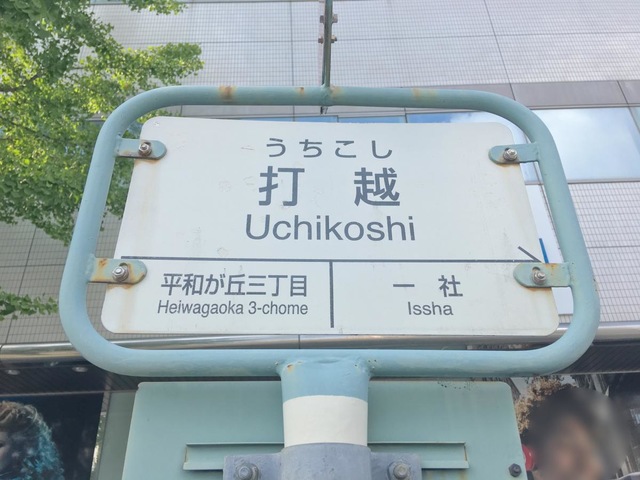 うちこし
打越
Uchikoshi
平和が丘三丁目
Heiwagaoka 3-chome
一社
Issha